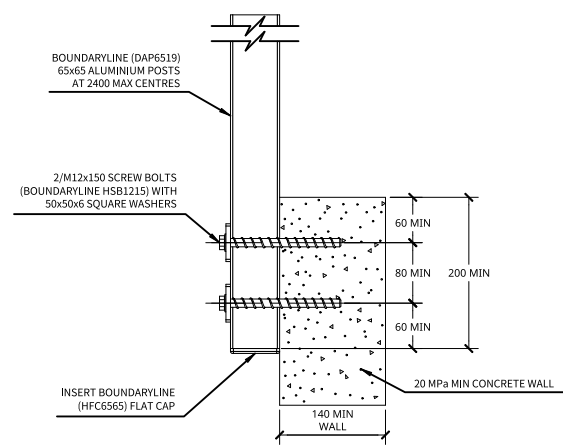 BOUNDARYLINE (DAP6519)
65x65 ALUMINIUM POSTS
AT 2400 MAX CENTRES
2/M12x150 SCREW BOLTS
(BOUNDARYLINE HSB1215) WITH
50x50x6 SQUARE WASHERS
60 MIN
80 MIN
200 MIN
60 MIN
20 MPa MIN CONCRETE WALL
INSERT BOUNDARYLINE
(HFC6565) FLAT CAP
140 MIN
WALL